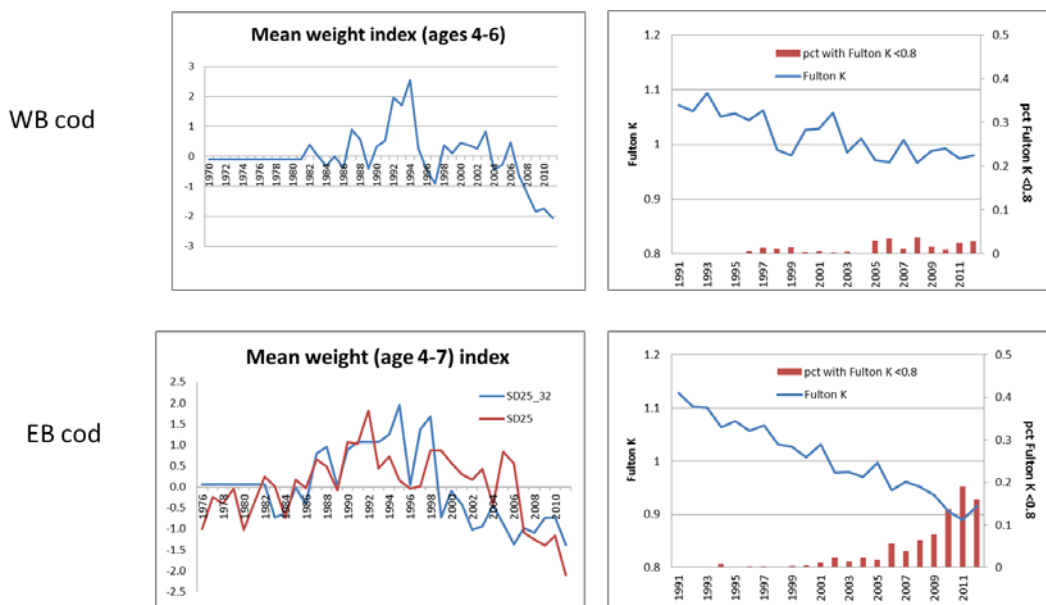 WB cod
Mean weight index (ages 4-6)
3
2
1
0
-1
-2
-3
1970 1972 1974 1976 1978 1980 1982 1984 1986 1988 1990 1992 1994 1996 1998 2000 2002 2004 2006 2008 2010
Fulton K
1.2
1.1
1
0.9
0.8
pct with Fulton K <0.8
Fulton K
0.5
0.4
0.3
0.2
0.1
0
pct Fulton K <0.8
1991 1993 1995 1997 1999 2001 2003 2005 2007 2009 2011
EB cod
Mean weight (age 4-7) index
2.5
2.0
1.5
1.0
0.5
0.0
-0.5
-1.0
-1.5
-2.0
-2.5
SD25_32
SD25
1976 1978 1980 1982 1984 1986 1988 1990 1992 1994 1996 1998 2000 2002 2004 2006 2008 2010
Fulton K
1.2
1.1
1
0.9
0.8
pct with Fulton K <0.8
Fulton K
0.5
0.4
0.3
0.2
0.1
0
pct Fulton K <0.8
1991 1993 1995 1997 1999 2001 2003 2005 2007 2009 2011